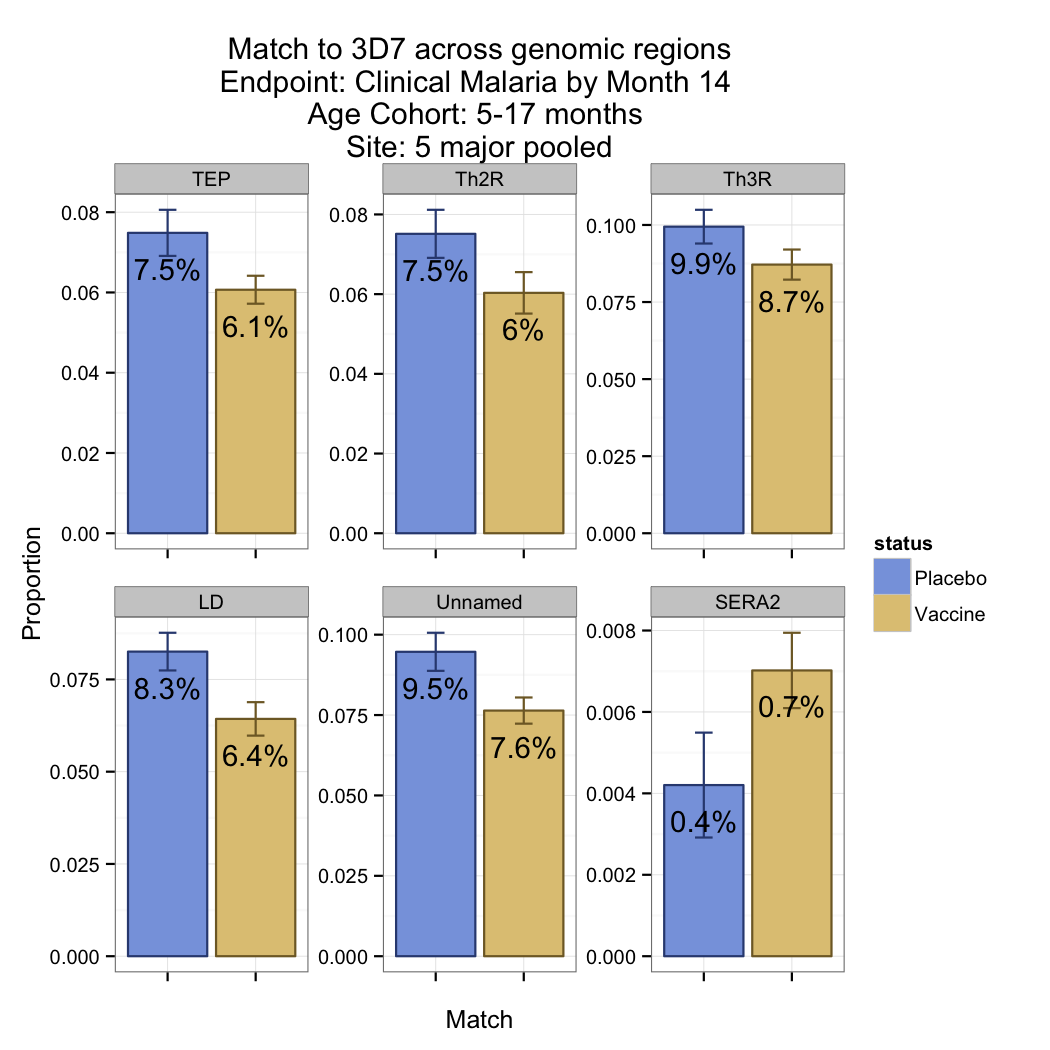 Match to 3D7 across genomic regions
Endpoint: Clinical Malaria by Month 14
Age Cohort: 5-17 months
Site: 5 major pooled
TEP
Th2R
Th3R
0.08
0.06
0.04
0.02
0.00
7.5%
6.1%
0.08
0.06
0.04
0.02
0.00
7.5%
6%
0.100
0.075
0.050
0.025
0.000
9.9%
8.7%
Proportion
status
Placebo
Vaccine
LD
Unnamed
SERA2
0.075
0.050
0.025
0.000
8.3%
6.4%
0.100
0.075
0.050
0.025
0.000
9.5%
7.6%
0.008
0.006
0.004
0.002
0.000
0.4%
0.7%
Match